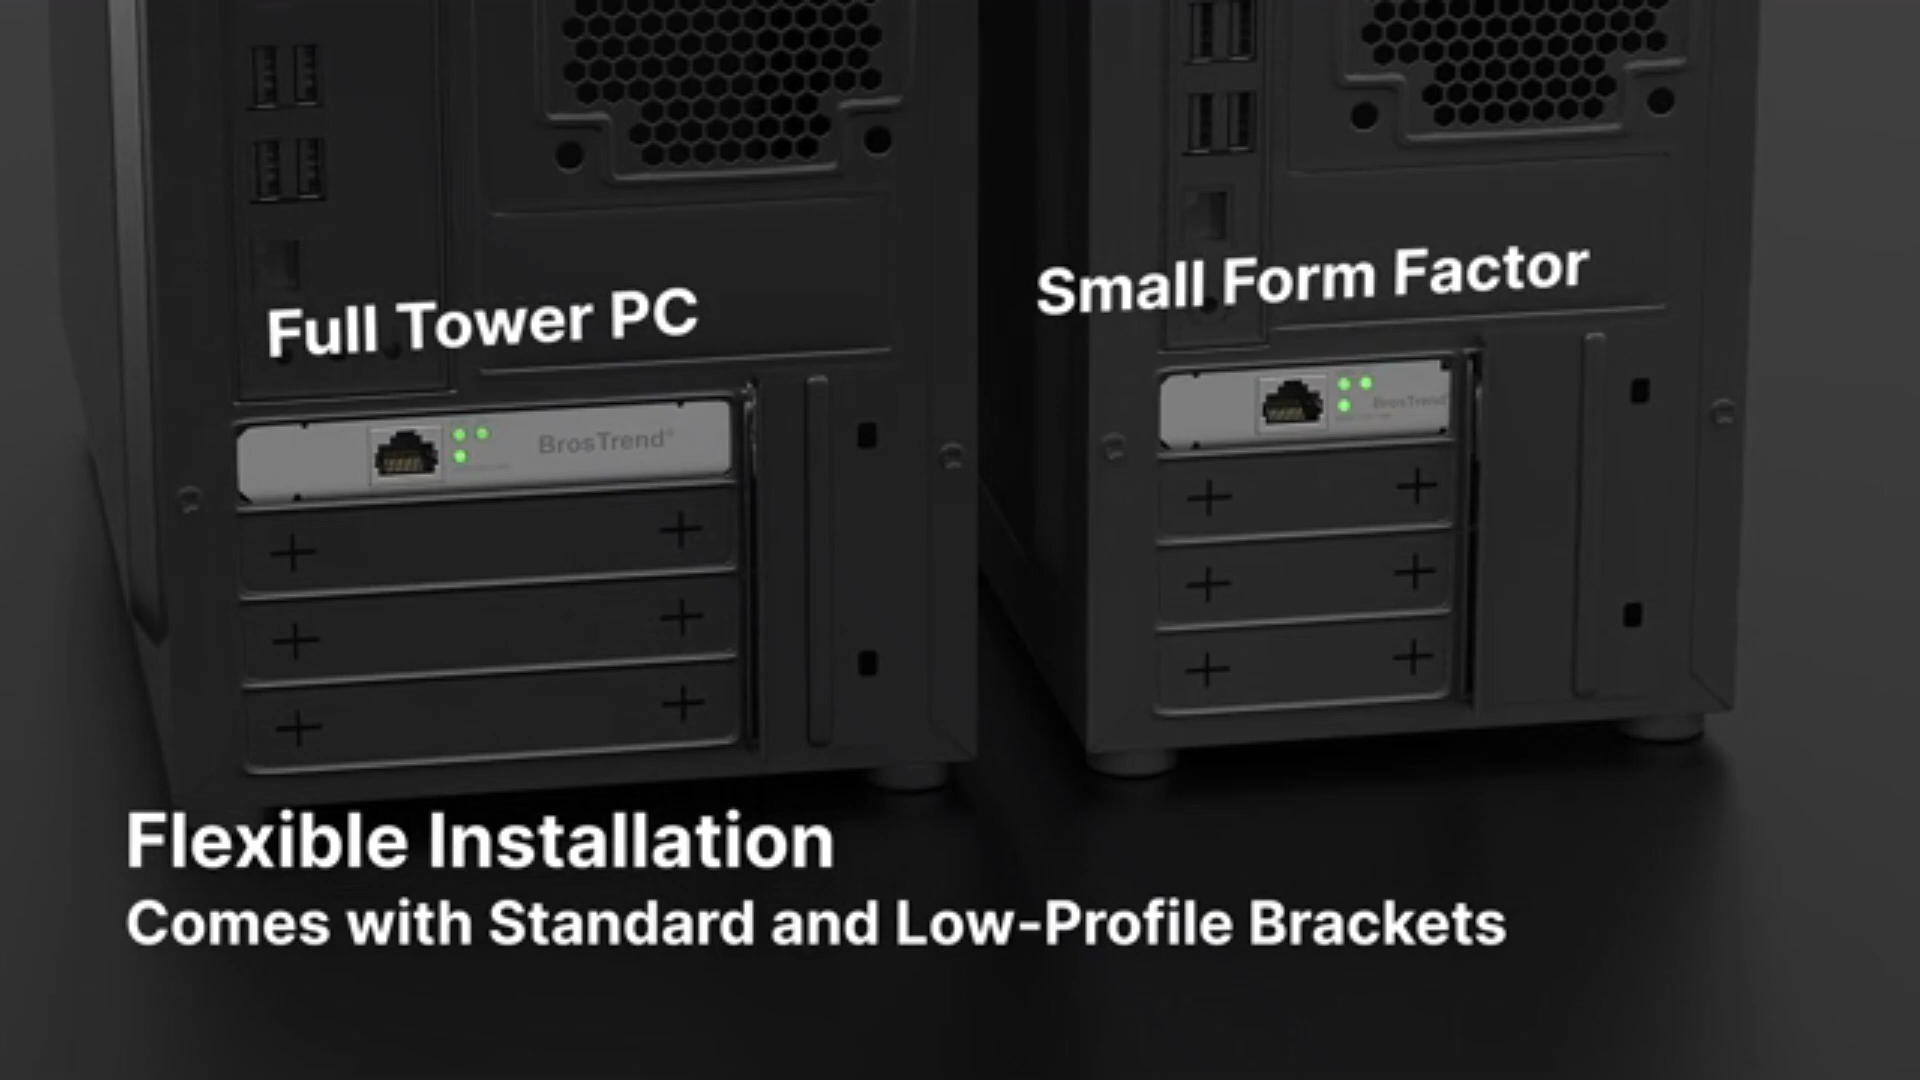 Full Tower PC
Small Form Factor
BrosTrend®
BrosTrend
Flexible Installation
Comes with Standard and Low-Profile Brackets